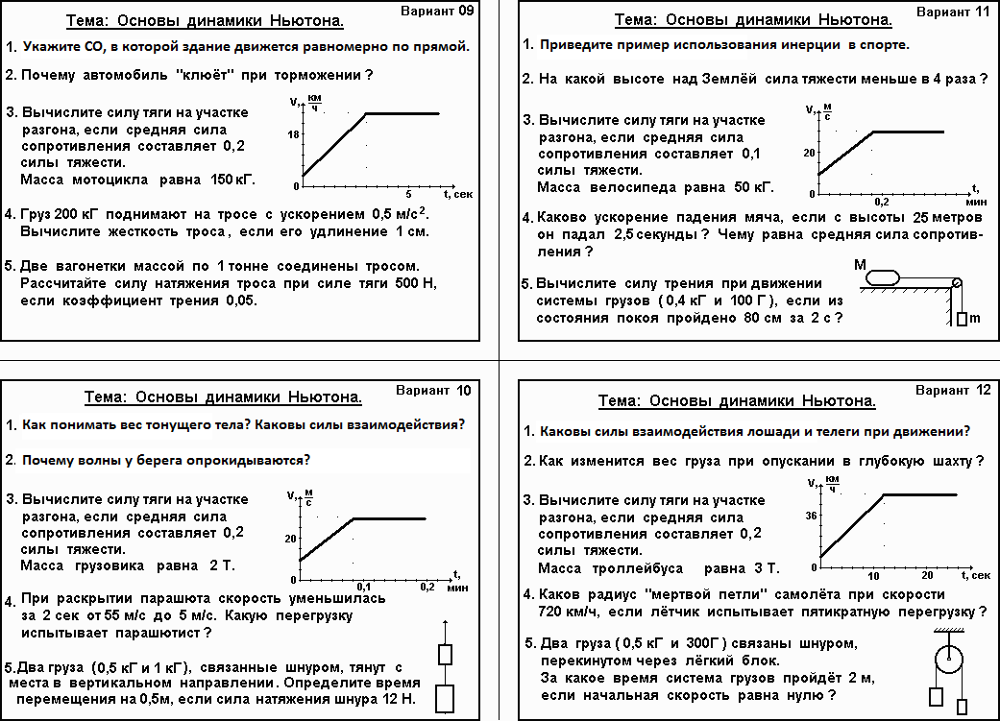 Вариант 09
Тема: Основы динамики Ньютона.
1. Укажите СО, в которой здание движется равномерно по прямой.
2. Почему автомобиль "клюёт" при торможении ?
3. Вычислите силу тяги на участке
разгона, если средняя сила
сопротивления составляет 0,2
силы тяжести.
Масса мотоцикла равна 150 кГ.
V, км/ч
18
0
5
t, сек
4. Груз 200 кГ поднимают на тросе с ускорением 0,5 м/с².
Вычислите жесткость троса , если его удлинение 1 см.
5. Две вагонетки массой по 1 тонне соединены тросом.
Рассчитайте силу натяжения троса при силе тяги 500 Н,
если коэффициент трения 0,05.
Вариант 11
Тема: Основы динамики Ньютона.
1. Приведите пример использования инерции в спорте.
2. На какой высоте над Землёй сила тяжести меньше в 4 раза ?
3. Вычислите силу тяги на участке
разгона, если средняя сила
сопротивления составляет 0,1
силы тяжести.
Масса велосипеда равна 50 кГ.
V, м/с
20
0
0,2
t, мин
4. Каково ускорение падения мяча, если с высоты 25 метров
он падал 2,5 секунды ? Чему равна средняя сила сопротив-
ления ?
5. Вычислите силу трения при движении
системы грузов ( 0,4 кГ и 100 Г ), если из
состояния покоя пройдено 80 см за 2 с ?
M
m
Вариант 10
Тема: Основы динамики Ньютона.
1. Как понимать вес тонущего тела? Каковы силы взаимодействия?
2. Почему волны у берега опрокидываются?
3. Вычислите силу тяги на участке
разгона, если средняя сила
сопротивления составляет 0,2
силы тяжести.
Масса грузовика равна 2 Т.
V, м/с
20
0
0,1
0,2
t, мин
4. При раскрытии парашюта скорость уменьшилась
за 2 сек от 55 м/с до 5 м/с. Какую перегрузку
испытывает парашютист ?
5.Два груза (0,5 кГ и 1 кГ), связанные шнуром, тянут с
места в вертикальном направлении. Определите время
перемещения на 0,5м, если сила натяжения шнура 12 Н.
Вариант 12
Тема: Основы динамики Ньютона.
1. Каковы силы взаимодействия лошади и телеги при движении?
2. Как изменится вес груза при опускании в глубокую шахту ?
3. Вычислите силу тяги на участке
разгона, если средняя сила
сопротивления составляет 0,2
силы тяжести.
Масса троллейбуса равна 3 Т.
V, км/ч
36
0
10
20
t, сек
4. Каков радиус "мертвой петли" самолёта при скорости
720 км/ч, если лётчик испытывает пятикратную перегрузку ?
5. Два груза ( 0,5 кГ и 300Г ) связаны шнуром,
перекинутом через лёгкий блок.
За какое время система грузов пройдёт 2 м,
если начальная скорость равна нулю ?